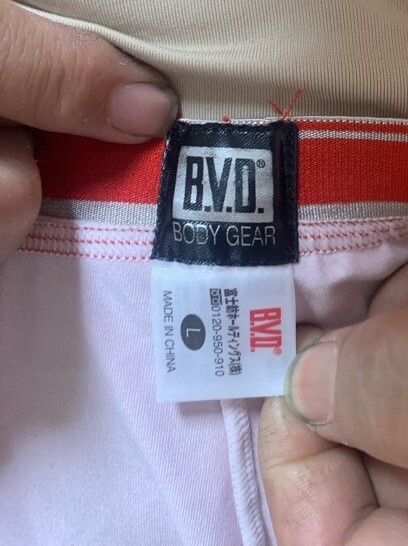 B.V.D.®
BODY GEAR
B.V.D.
富士紡ホールディングス(株)
0120-950-910
L
MADE IN CHINA